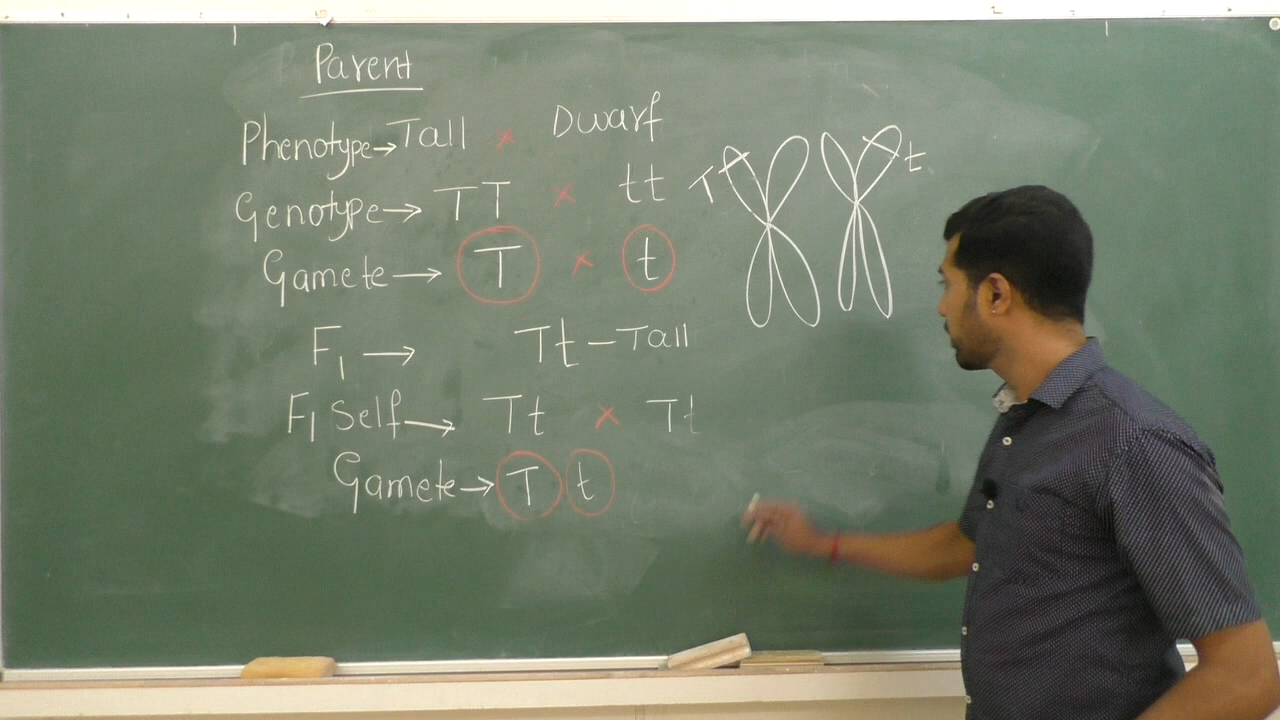 Parent
Phenotype→ Tall × Dwarf
Genotype→ TT × tt
Gamete→ T × t
F1→ Tt – Tall
F1 Self→ Tt × Tt
Gamete→ T t
T t